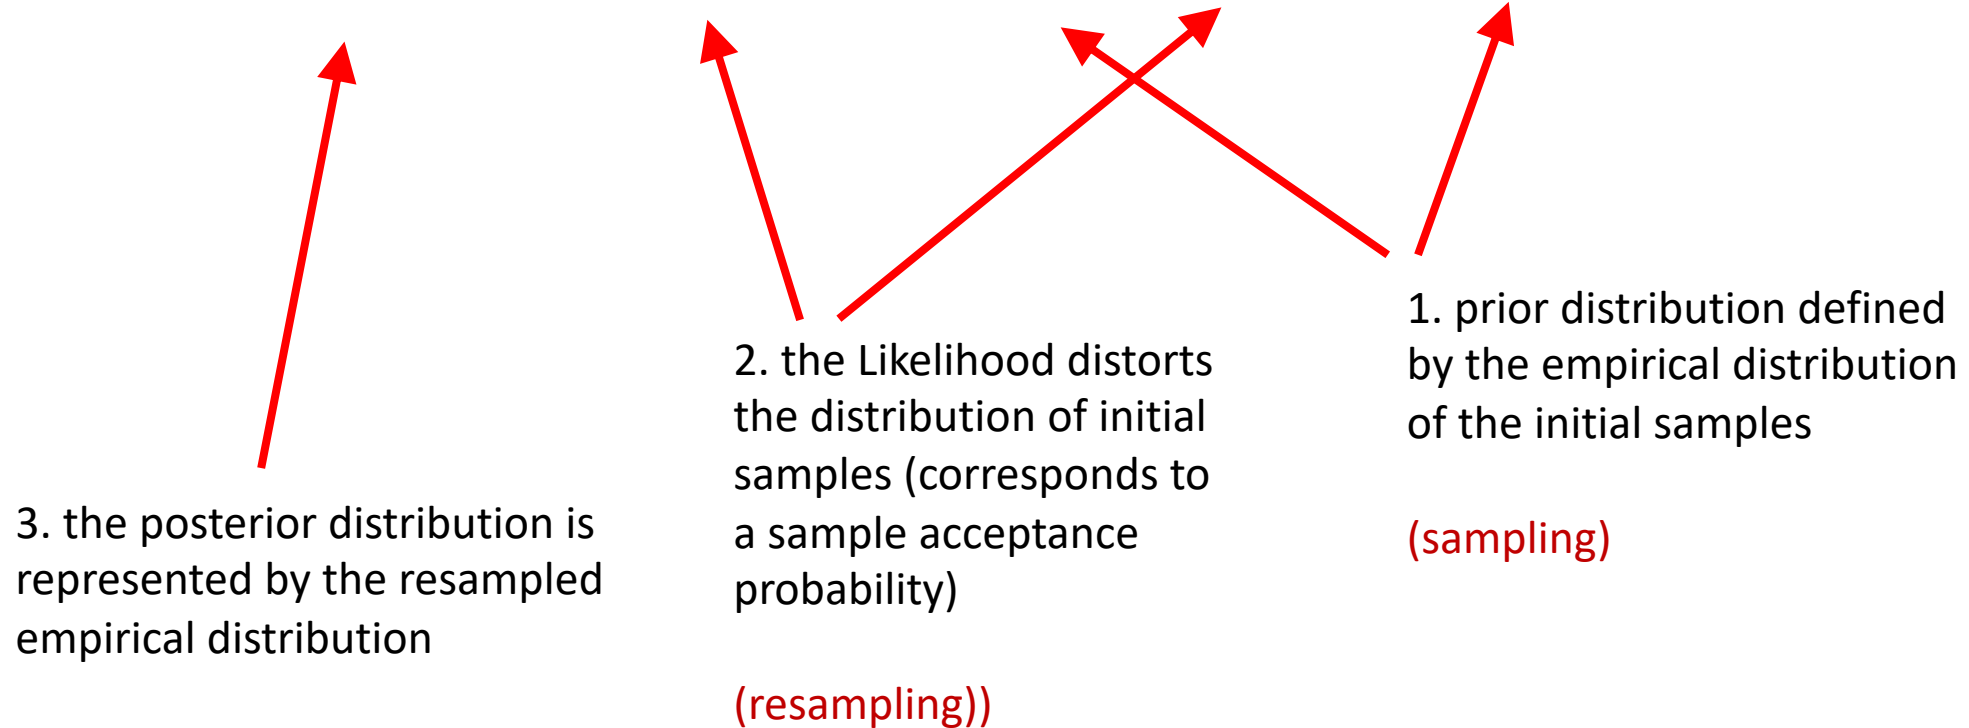 1. prior distribution defined
by the empirical distribution
of the initial samples
(sampling)
2. the Likelihood distorts
the distribution of initial
samples (corresponds to
a sample acceptance
probability)
(resampling))
3. the posterior distribution is
represented by the resampled
empirical distribution